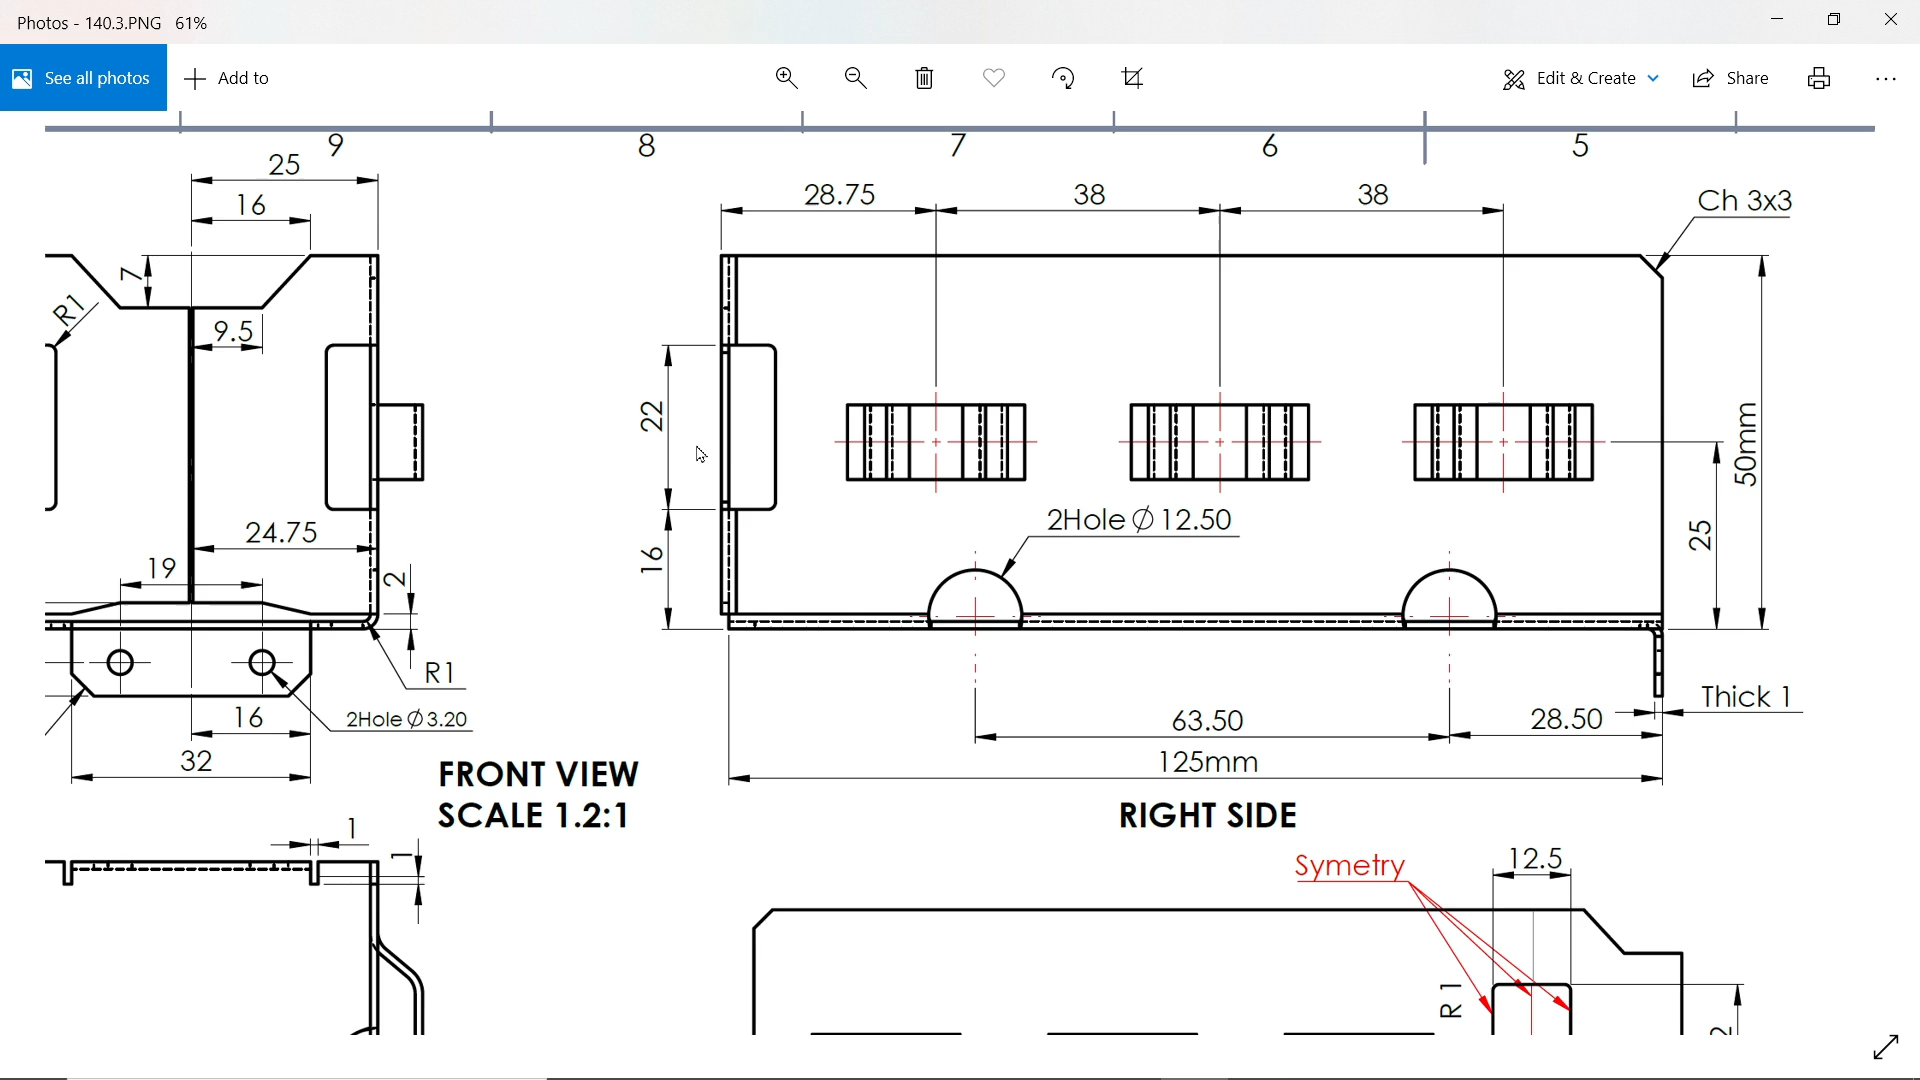 Photos - 140.3.PNG 61%
See all photos
Add to
Edit & Create
Share
9
8
7
6
5
25
16
7
R1
9.5
24.75
19
2
R1
2Hole Ø 3.20
16
32
FRONT VIEW
SCALE 1.2:1
1
1
28.75
38
38
Ch 3x3
22
16
2Hole Ø 12.50
50mm
25
Thick 1
63.50
28.50
125mm
RIGHT SIDE
Symetry
12.5
R 1